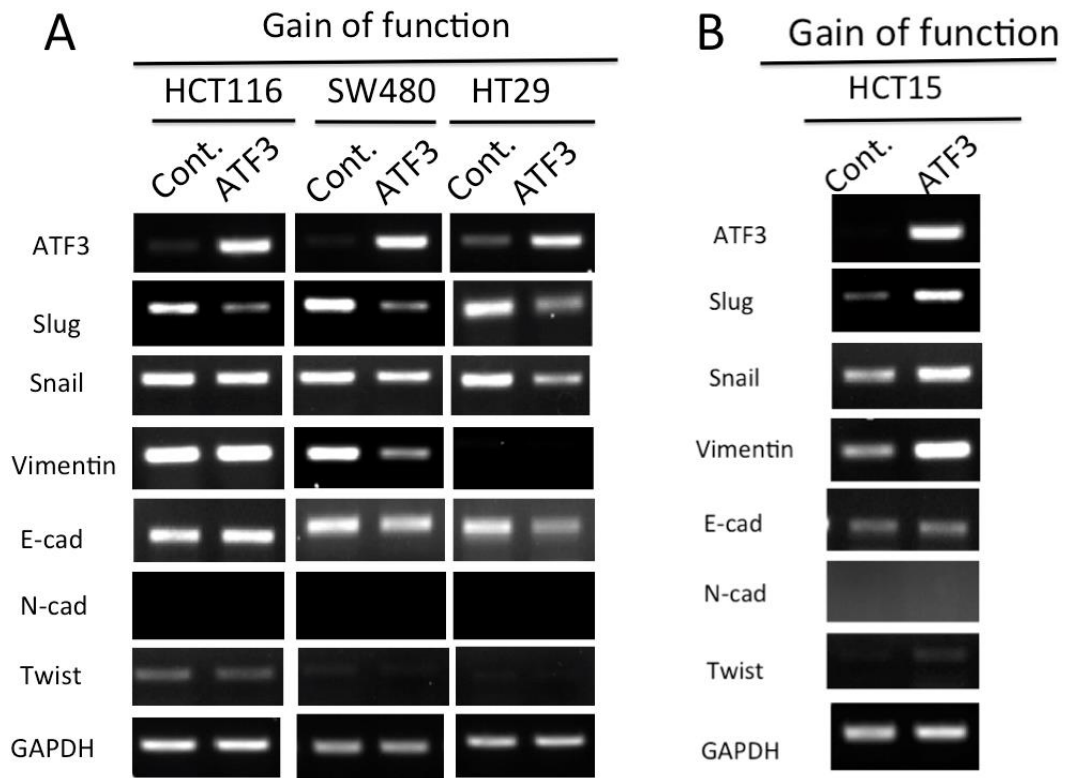 A
Gain of function
HCT116 SW480 HT29
Cont. ATF3 Cont. ATF3 Cont. ATF3
ATF3
Slug
Snail
Vimentin
E-cad
N-cad
Twist
GAPDH
B
Gain of function
HCT15
Cont. ATF3
ATF3
Slug
Snail
Vimentin
E-cad
N-cad
Twist
GAPDH